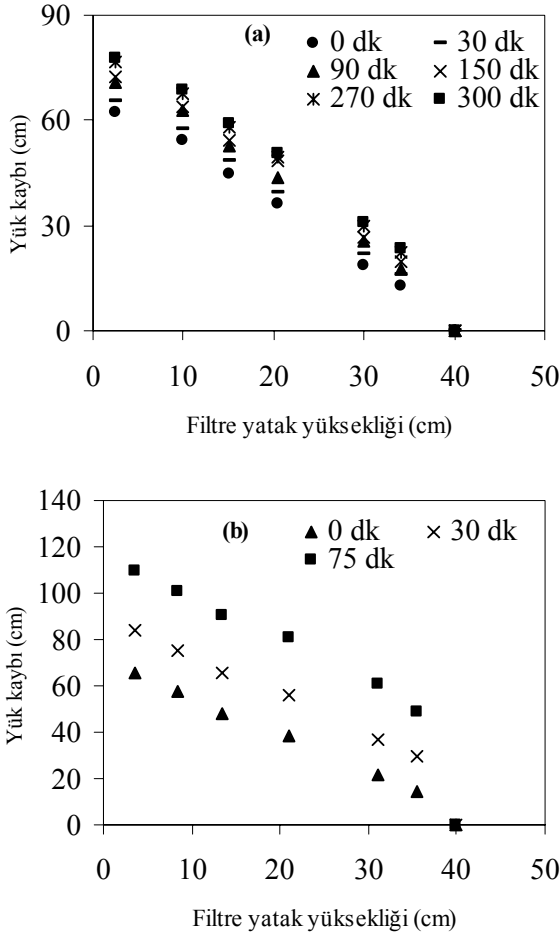 90
60
30
0
Yük kaybı (cm)
(a)
0 dk 30 dk
90 dk 150 dk
270 dk 300 dk
0 10 20 30 40 50
Filtre yatak yüksekliği (cm)
140
120
100
80
60
40
20
0
Yük kaybı (cm)
(b)
0 dk 30 dk
75 dk
0 10 20 30 40 50
Filtre yatak yüksekliği (cm)